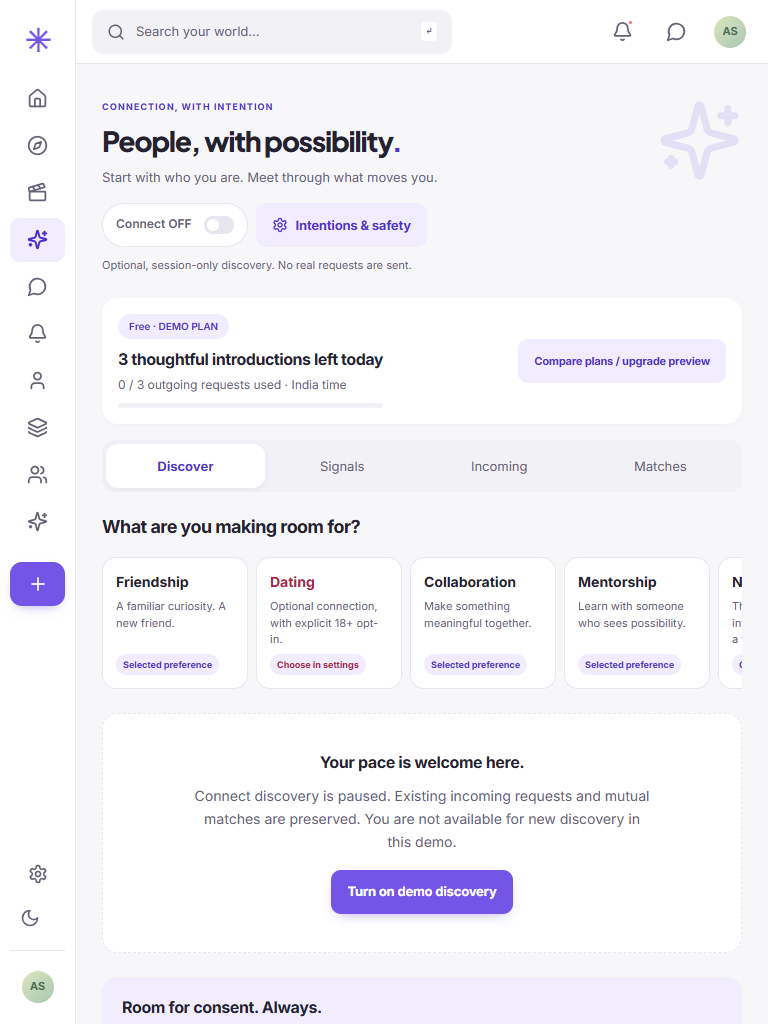 Search your world...
AS
CONNECTION, WITH INTENTION
People, with possibility.
Start with who you are. Meet through what moves you.
Connect OFF
Intentions & safety
Optional, session-only discovery. No real requests are sent.
Free · DEMO PLAN
3 thoughtful introductions left today
0 / 3 outgoing requests used · India time
Compare plans / upgrade preview
Discover
Signals
Incoming
Matches
What are you making room for?
Friendship
A familiar curiosity. A
new friend.
Selected preference
Dating
Optional connection,
with explicit 18+ opt-
in.
Choose in settings
Collaboration
Make something
meaningful together.
Selected preference
Mentorship
Learn with someone
who sees possibility.
Selected preference
Your pace is welcome here.
Connect discovery is paused. Existing incoming requests and mutual
matches are preserved. You are not available for new discovery in
this demo.
Turn on demo discovery
AS
Room for consent. Always.